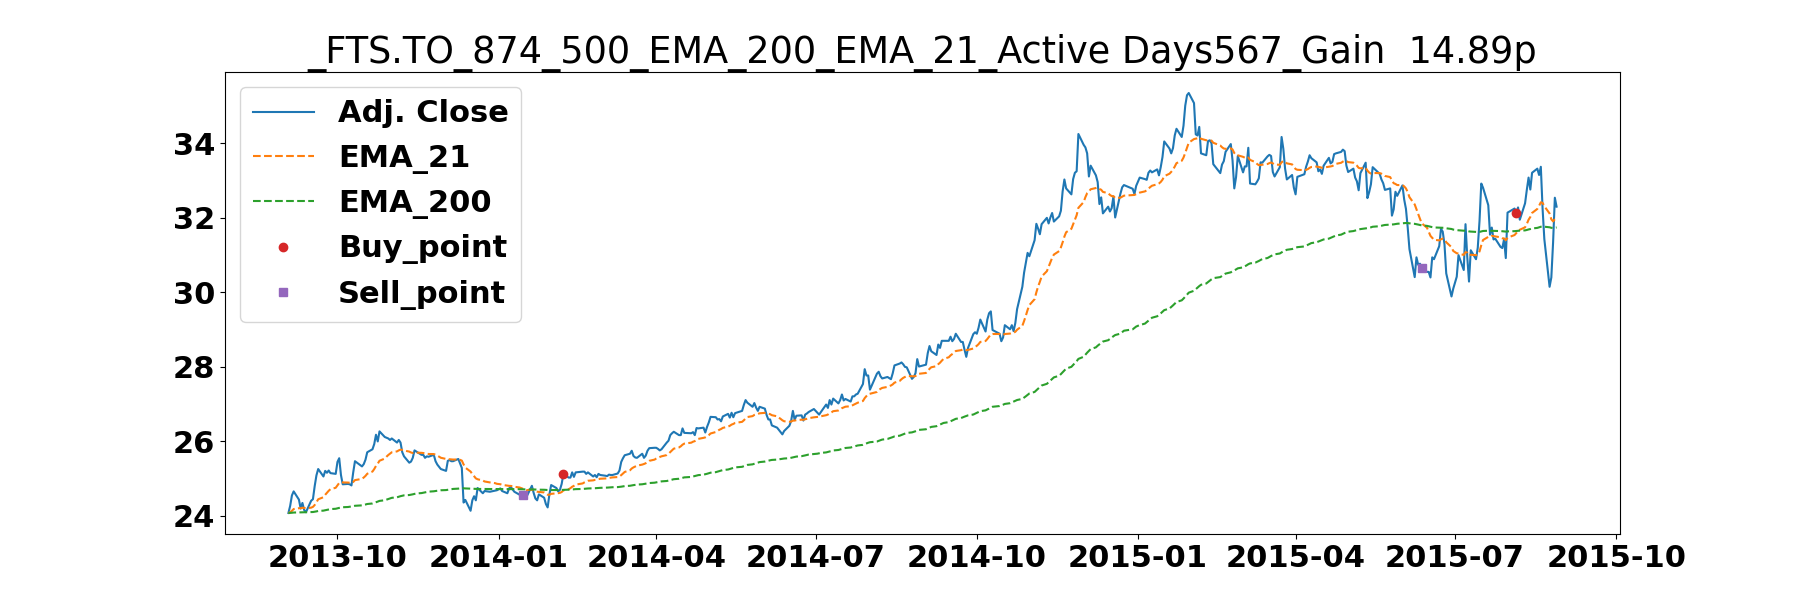 _FTS.TO_874_500_EMA_200_EMA_21_Active Days567_Gain  14.89p
Adj. Close
EMA_21
EMA_200
Buy_point
Sell_point
34
32
30
28
26
24
2013-10 2014-01 2014-04 2014-07 2014-10 2015-01 2015-04 2015-07 2015-10